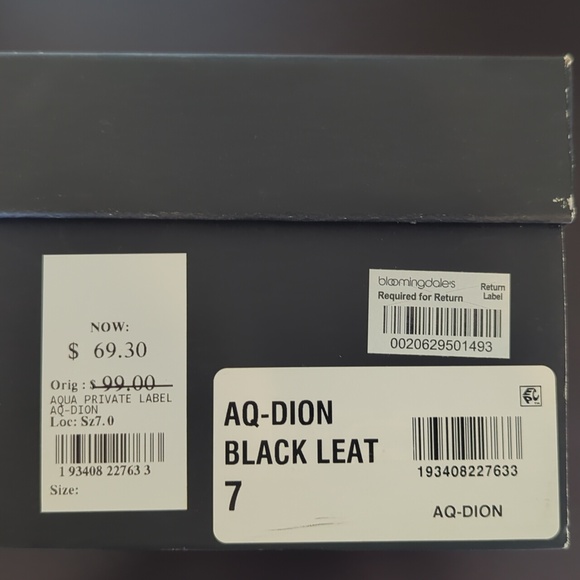 NOW:
$ 69.30
Orig : $ 99.00
AQUA PRIVATE LABEL
AQ-DION
Loc: Sz7.0
1 93408 22763 3
Size:
bloomingdale's Return
Required for Return Label
0020629501493
AQ-DION
BLACK LEAT
7
193408227633
AQ-DION